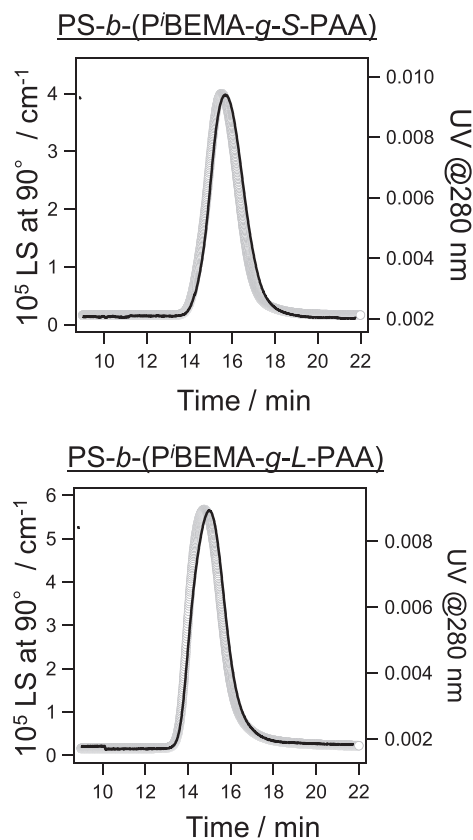 PS-b-(PⁱBEMA-g-S-PAA)
10⁵ LS at 90° / cm⁻¹
4
3
2
1
0
0.010
0.008
0.006
0.004
0.002
UV @280 nm
10 12 14 16 18 20 22
Time / min
PS-b-(PⁱBEMA-g-L-PAA)
10⁵ LS at 90° / cm⁻¹
6
5
4
3
2
1
0
0.008
0.006
0.004
0.002
UV @280 nm
10 12 14 16 18 20 22
Time / min